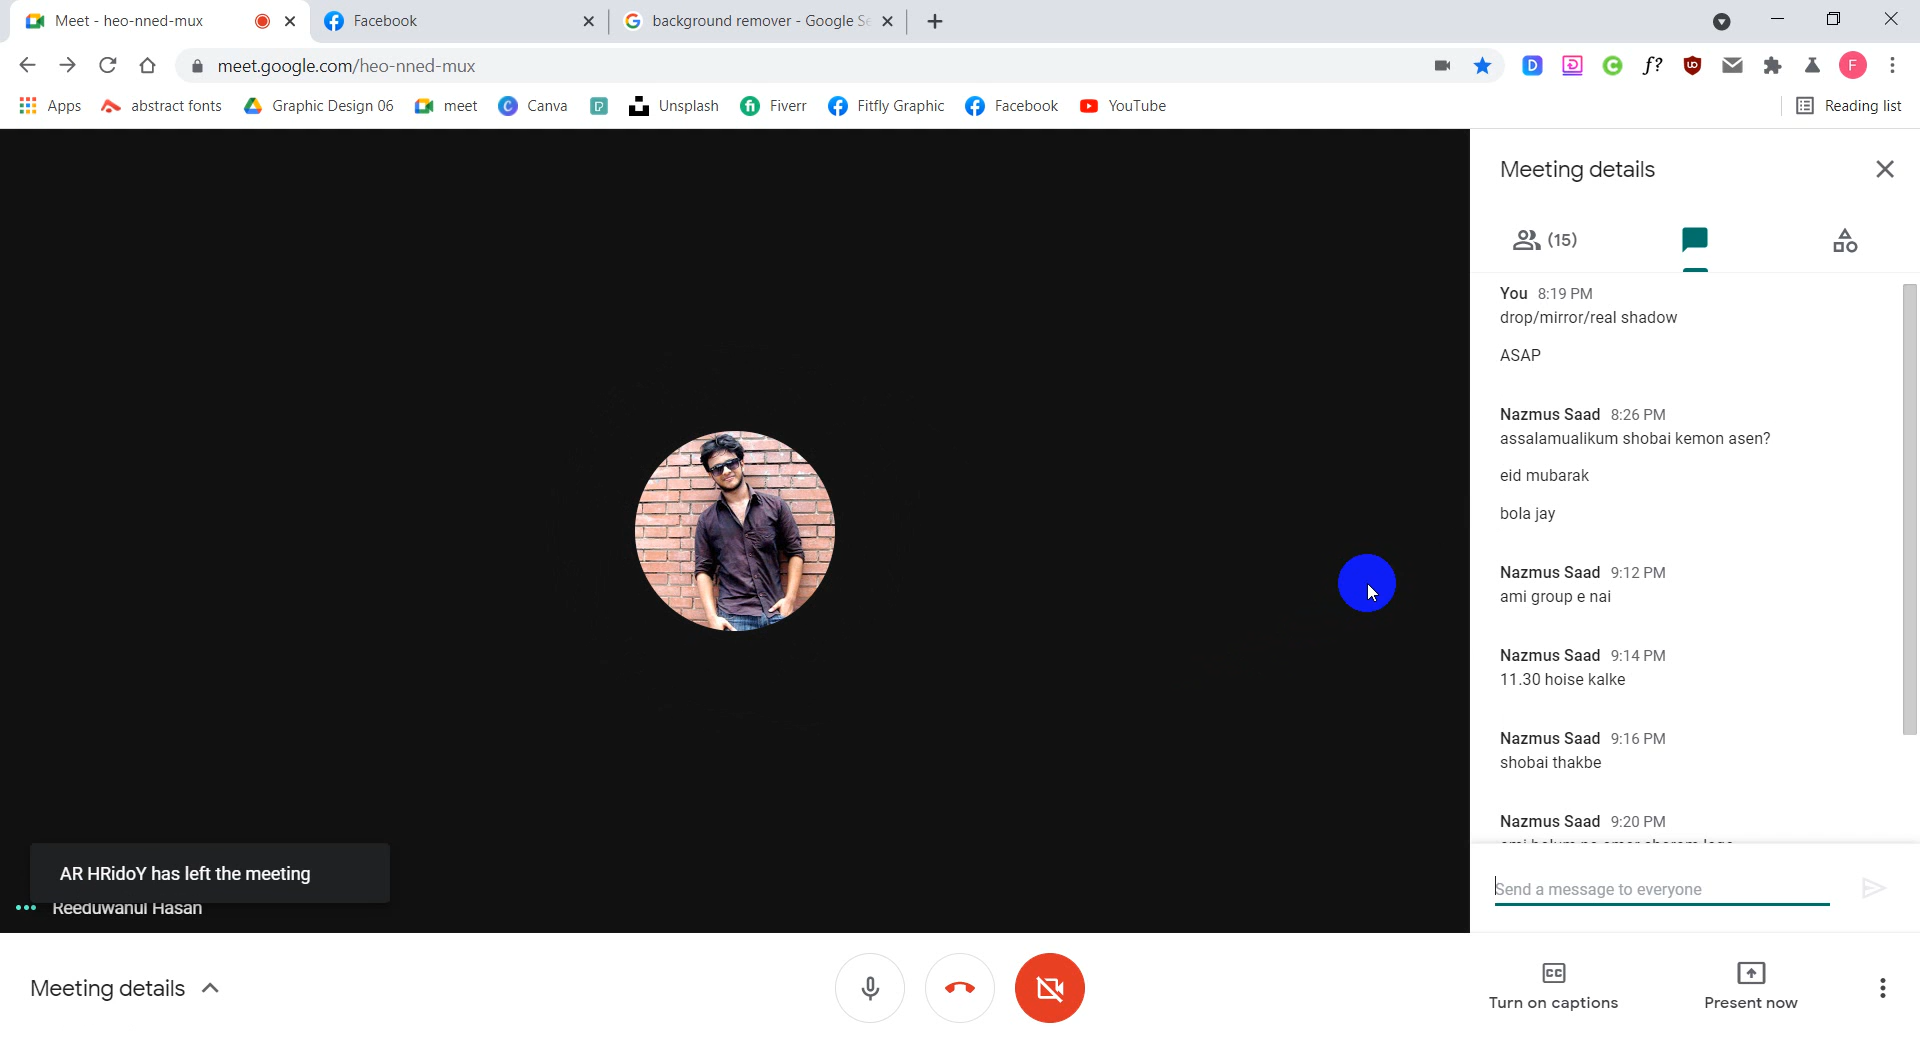 Meet - heo-nned-mux
Facebook
background remover - Google Se
meet.google.com/heo-nned-mux
Apps
abstract fonts
Graphic Design 06
meet
Canva
Unsplash
Fiverr
Fitfly Graphic
Facebook
YouTube
Reading list
Meeting details
(15)
You 8:19 PM
drop/mirror/real shadow
ASAP
Nazmus Saad 8:26 PM
assalamualikum shobai kemon asen?
eid mubarak
bola jay
Nazmus Saad 9:12 PM
ami group e nai
Nazmus Saad 9:14 PM
11.30 hoise kalke
Nazmus Saad 9:16 PM
shobai thakbe
Nazmus Saad 9:20 PM
Send a message to everyone
AR HRidoY has left the meeting
Reeduwanul Hasan
Meeting details
Turn on captions
Present now